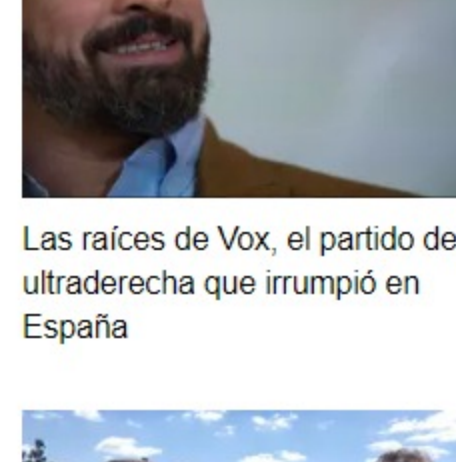 Las raíces de Vox, el partido de
ultraderecha que irrumpió en
España